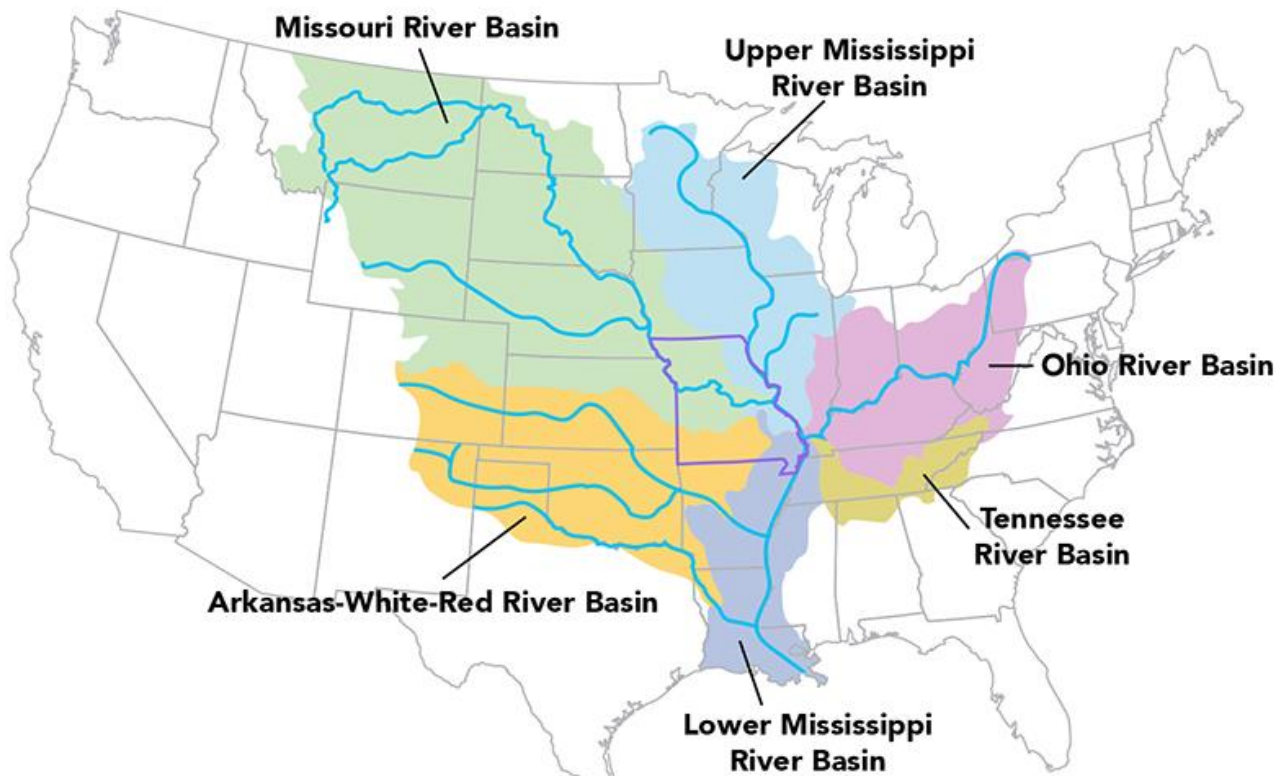 Missouri River Basin
Upper Mississippi
River Basin
Ohio River Basin
Tennessee
River Basin
Arkansas-White-Red River Basin
Lower Mississippi
River Basin